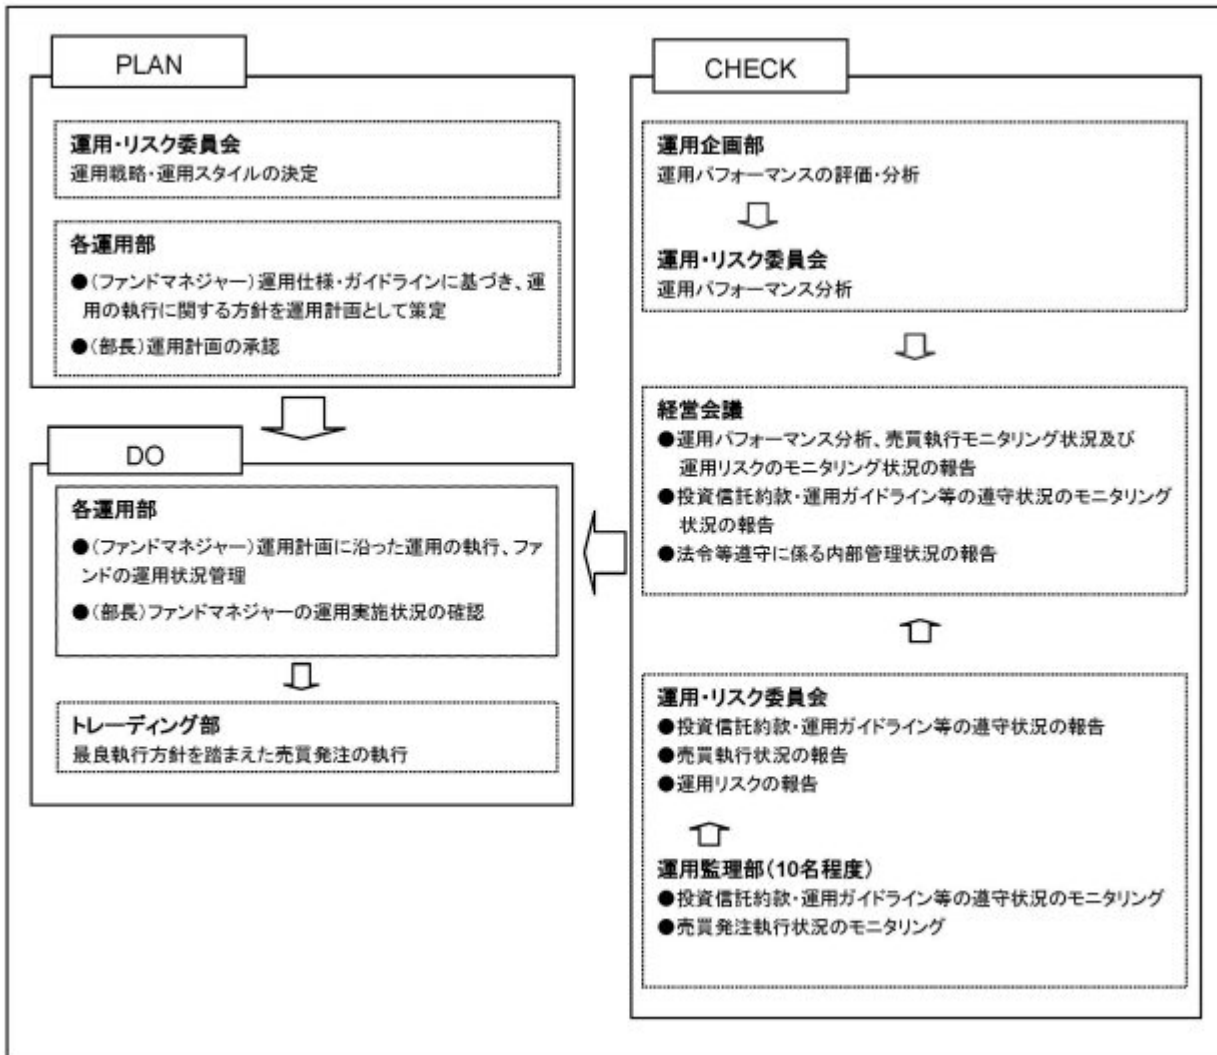 PLAN
運用・リスク委員会
運用戦略・運用スタイルの決定
各運用部
●(ファンドマネジャー)運用仕様・ガイドラインに基づき、運
用の執行に関する方針を運用計画として策定
●(部長)運用計画の承認
DO
各運用部
●(ファンドマネジャー)運用計画に沿った運用の執行、ファ
ンドの運用状況管理
●(部長)ファンドマネジャーの運用実施状況の確認
トレーディング部
最良執行方針を踏まえた売買発注の執行
CHECK
運用企画部
運用パフォーマンスの評価・分析
運用・リスク委員会
運用パフォーマンス分析
経営会議
●運用パフォーマンス分析、売買執行モニタリング状況及び
運用リスクのモニタリング状況の報告
●投資信託約款・運用ガイドライン等の遵守状況のモニタリング
状況の報告
●法令等遵守に係る内部管理状況の報告
運用・リスク委員会
●投資信託約款・運用ガイドライン等の遵守状況の報告
●売買執行状況の報告
●運用リスクの報告
運用監理部(10名程度)
●投資信託約款・運用ガイドライン等の遵守状況のモニタリング
●売買発注執行状況のモニタリング